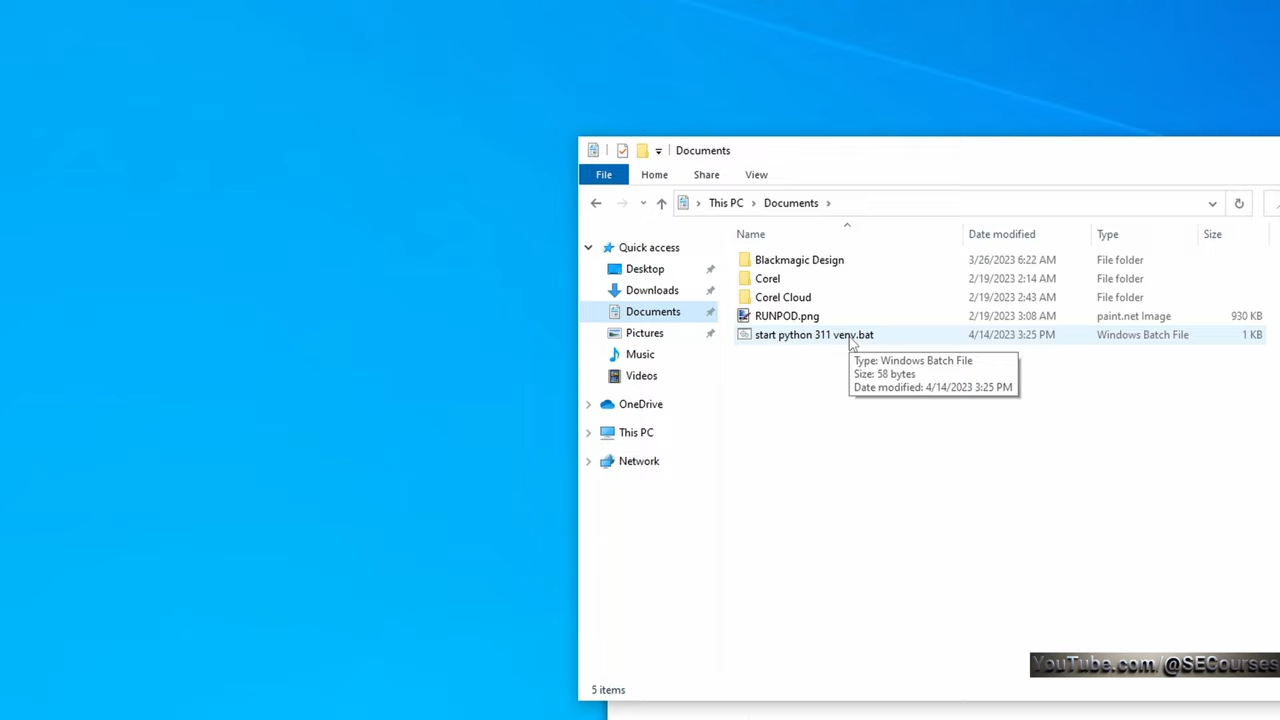 Documents
File Home Share View
This PC Documents
Name Date modified Type Size
Quick access
Desktop
Downloads
Documents
Pictures
Music
Videos
OneDrive
This PC
Network
Blackmagic Design 3/26/2023 6:22 AM File folder
Corel 2/19/2023 2:14 AM File folder
Corel Cloud 2/19/2023 2:43 AM File folder
RUNPOD.png 2/19/2023 3:08 AM paint.net Image 930 KB
start python 311 venv.bat 4/14/2023 3:25 PM Windows Batch File 1 KB
Type: Windows Batch File
Size: 58 bytes
Date modified: 4/14/2023 3:25 PM
5 items
YouTube.com/@SECourses